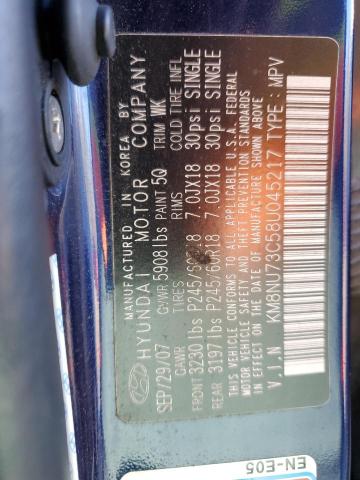 MANUFACTURED IN KOREA BY
HYUNDAI MOTOR COMPANY
SEP/29/07 GVWR 5908 lbs PAINT 5Q TRIM WK
GAWR TIRES RIMS COLD TIRE INFL
FRONT 3230 lbs P245/60R18 7.0JX18 30psi SINGLE
REAR 3197 lbs P245/60R18 7.0JX18 30psi SINGLE
THIS VEHICLE CONFORMS TO ALL APPLICABLE U.S.A. FEDERAL
MOTOR VEHICLE SAFETY AND THEFT PREVENTION STANDARDS
IN EFFECT ON THE DATE OF MANUFACTURE SHOWN ABOVE
V.I.N KM8NU73C58U045217 TYPE: MPV
EN-E05